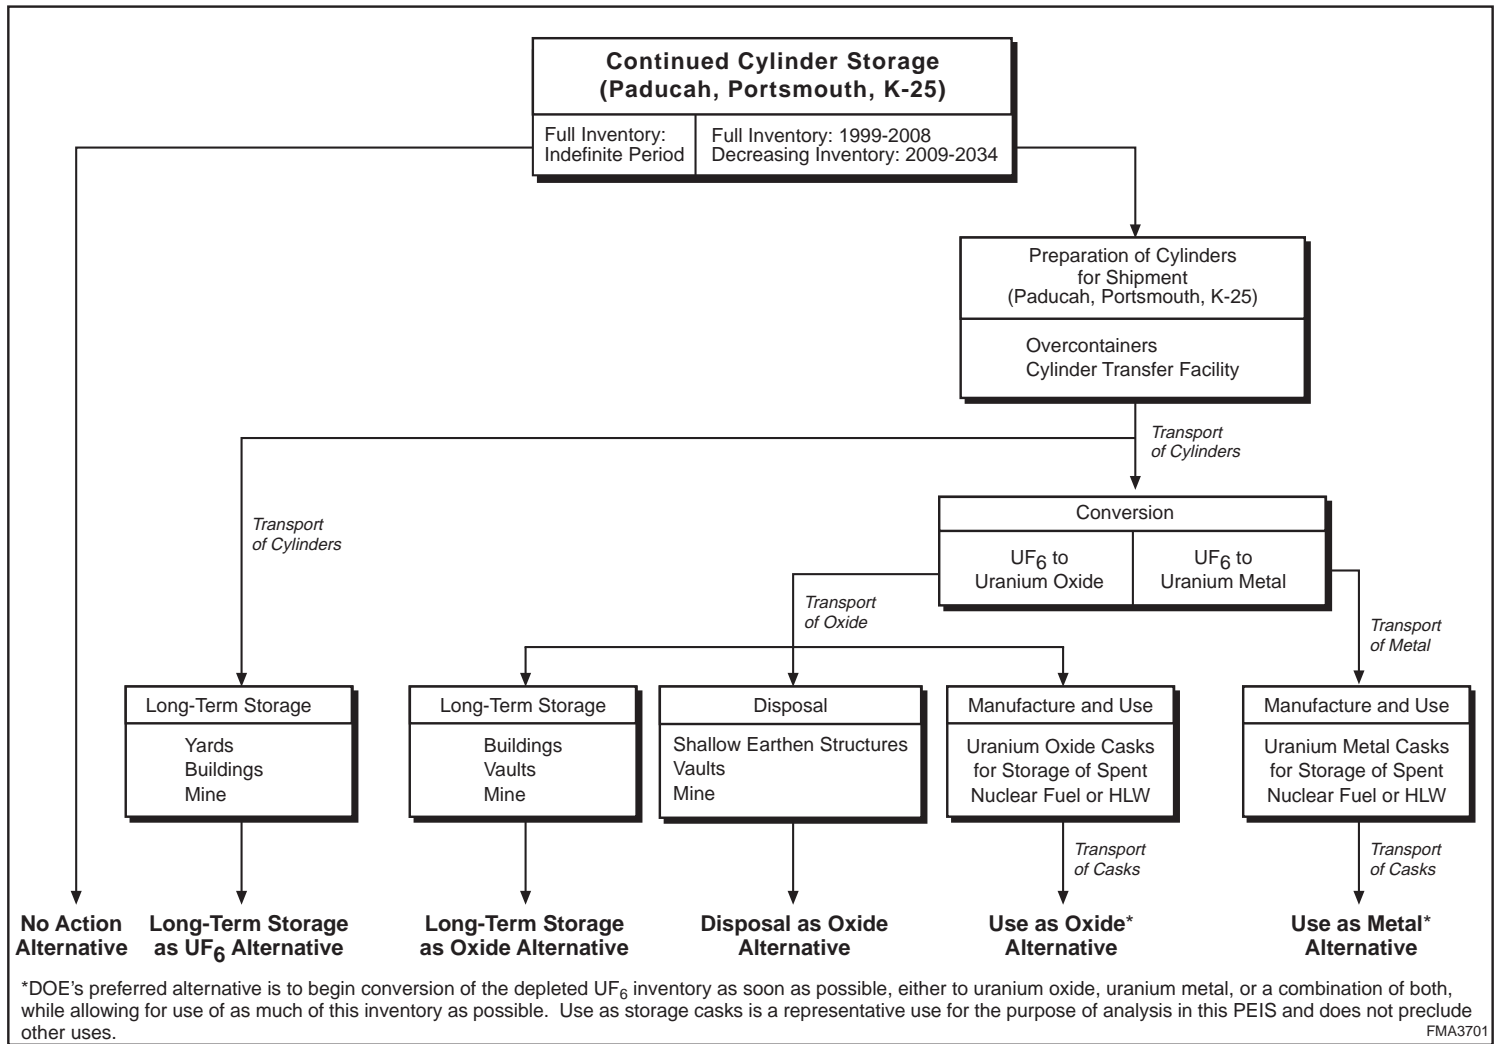 Continued Cylinder Storage
(Paducah, Portsmouth, K-25)
Full Inventory:
Indefinite Period
Full Inventory: 1999-2008
Decreasing Inventory: 2009-2034
Preparation of Cylinders
for Shipment
(Paducah, Portsmouth, K-25)
Overcontainers
Cylinder Transfer Facility
Transport
of Cylinders
Transport
of Cylinders
Conversion
UF6 to
Uranium Oxide
UF6 to
Uranium Metal
Transport
of Oxide
Transport
of Metal
Long-Term Storage
Yards
Buildings
Mine
Long-Term Storage
Buildings
Vaults
Mine
Disposal
Shallow Earthen Structures
Vaults
Mine
Manufacture and Use
Uranium Oxide Casks
for Storage of Spent
Nuclear Fuel or HLW
Manufacture and Use
Uranium Metal Casks
for Storage of Spent
Nuclear Fuel or HLW
Transport
of Casks
Transport
of Casks
No Action
Alternative
Long-Term Storage
as UF6 Alternative
Long-Term Storage
as Oxide Alternative
Disposal as Oxide
Alternative
Use as Oxide*
Alternative
Use as Metal*
Alternative
*DOE's preferred alternative is to begin conversion of the depleted UF6 inventory as soon as possible, either to uranium oxide, uranium metal, or a combination of both,
while allowing for use of as much of this inventory as possible. Use as storage casks is a representative use for the purpose of analysis in this PEIS and does not preclude
other uses.
FMA3701